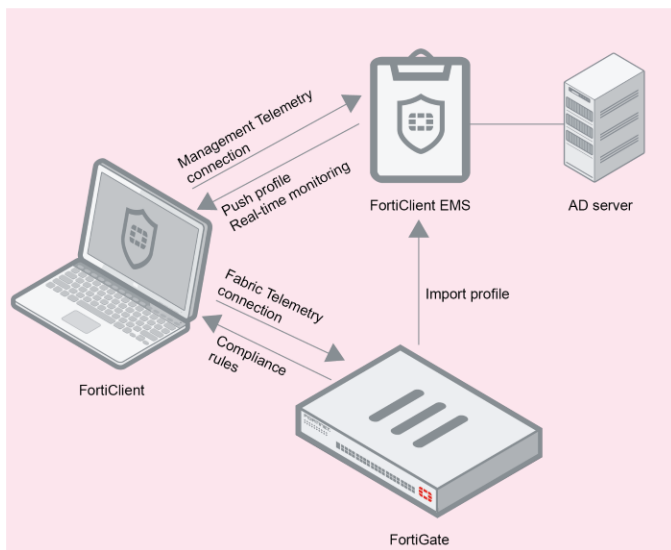 Management Telemetry
connection
Push profile
Real-time monitoring
FortiClient EMS
AD server
Fabric Telemetry
connection
Import profile
Compliance
rules
FortiClient
FortiGate